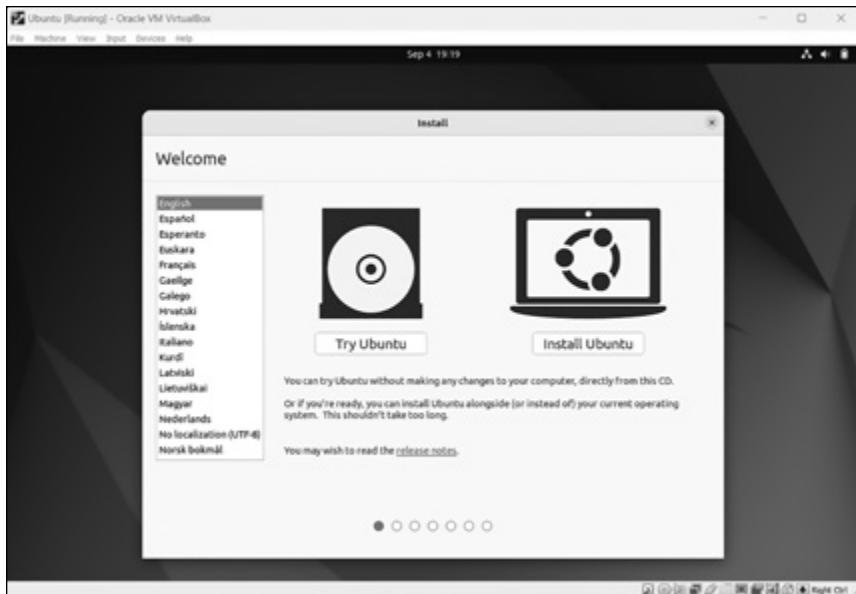 Ubuntu [Running] - Oracle VM VirtualBox
File Machine View Input Devices Help
Sep 4 19:19
Install
Welcome
English
Español
Esperanto
Euskara
Français
Gaeilge
Galego
Hrvatski
Íslenska
Italiano
Kurdî
Latviski
Lietuviškai
Magyar
Nederlands
No localization (UTF-8)
Norsk bokmål
Try Ubuntu
Install Ubuntu
You can try Ubuntu without making any changes to your computer, directly from this CD.
Or if you're ready, you can install Ubuntu alongside (or instead of) your current operating
system. This shouldn't take too long.
You may wish to read the release notes.
Right Ctrl